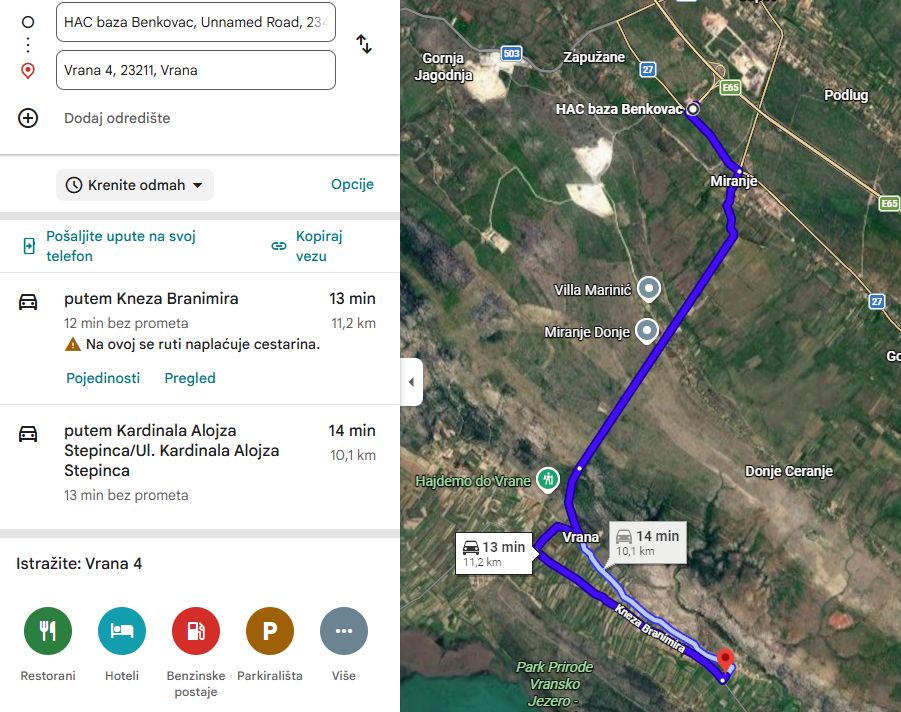 HAC baza Benkovac, Unnamed Road, 234
Vrana 4, 23211, Vrana
Dodaj odredište
Krenite odmah
Opcije
Pošaljite upute na svoj
telefon
Kopiraj
vezu
putem Kneza Branimira
13 min
12 min bez prometa
11,2 km
Na ovoj se ruti naplaćuje cestarina.
Pojedinosti
Pregled
putem Kardinala Alojza
Stepinca/Ul. Kardinala Alojza
Stepinca
14 min
10,1 km
13 min bez prometa
Istražite: Vrana 4
P
Restorani
Hoteli
Benzinske
postaje
Parkirališta
Više
Gornja
Jagodnja
503
Zapužane
27
E65
Podlug
HAC baza Benkovac
Miranje
E65
Villa Marinić
27
Miranje Donje
Go
Donje Ceranje
Hajdemo do Vrane
Vrana
13 min
11,2 km
14 min
10,1 km
Kneza Branimira
Park Prirode
Vransko
Jezero -